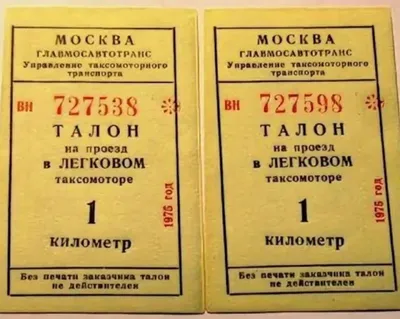 МОСКВА
ГЛАВМОСАВТОТРАНС
Управление таксомоторного
транспорта
ВН 727538
ТАЛОН
на проезд
в ЛЕГКОВОМ
таксомоторе
1
километр
1975 год
Без печати заказчика талон
не действителен
МОСКВА
ГЛАВМОСАВТОТРАНС
Управление таксомоторного
транспорта
ВН 727598
ТАЛОН
на проезд
в ЛЕГКОВОМ
таксомоторе
1
километр
1975 год
Без печати заказчика талон
не действителен